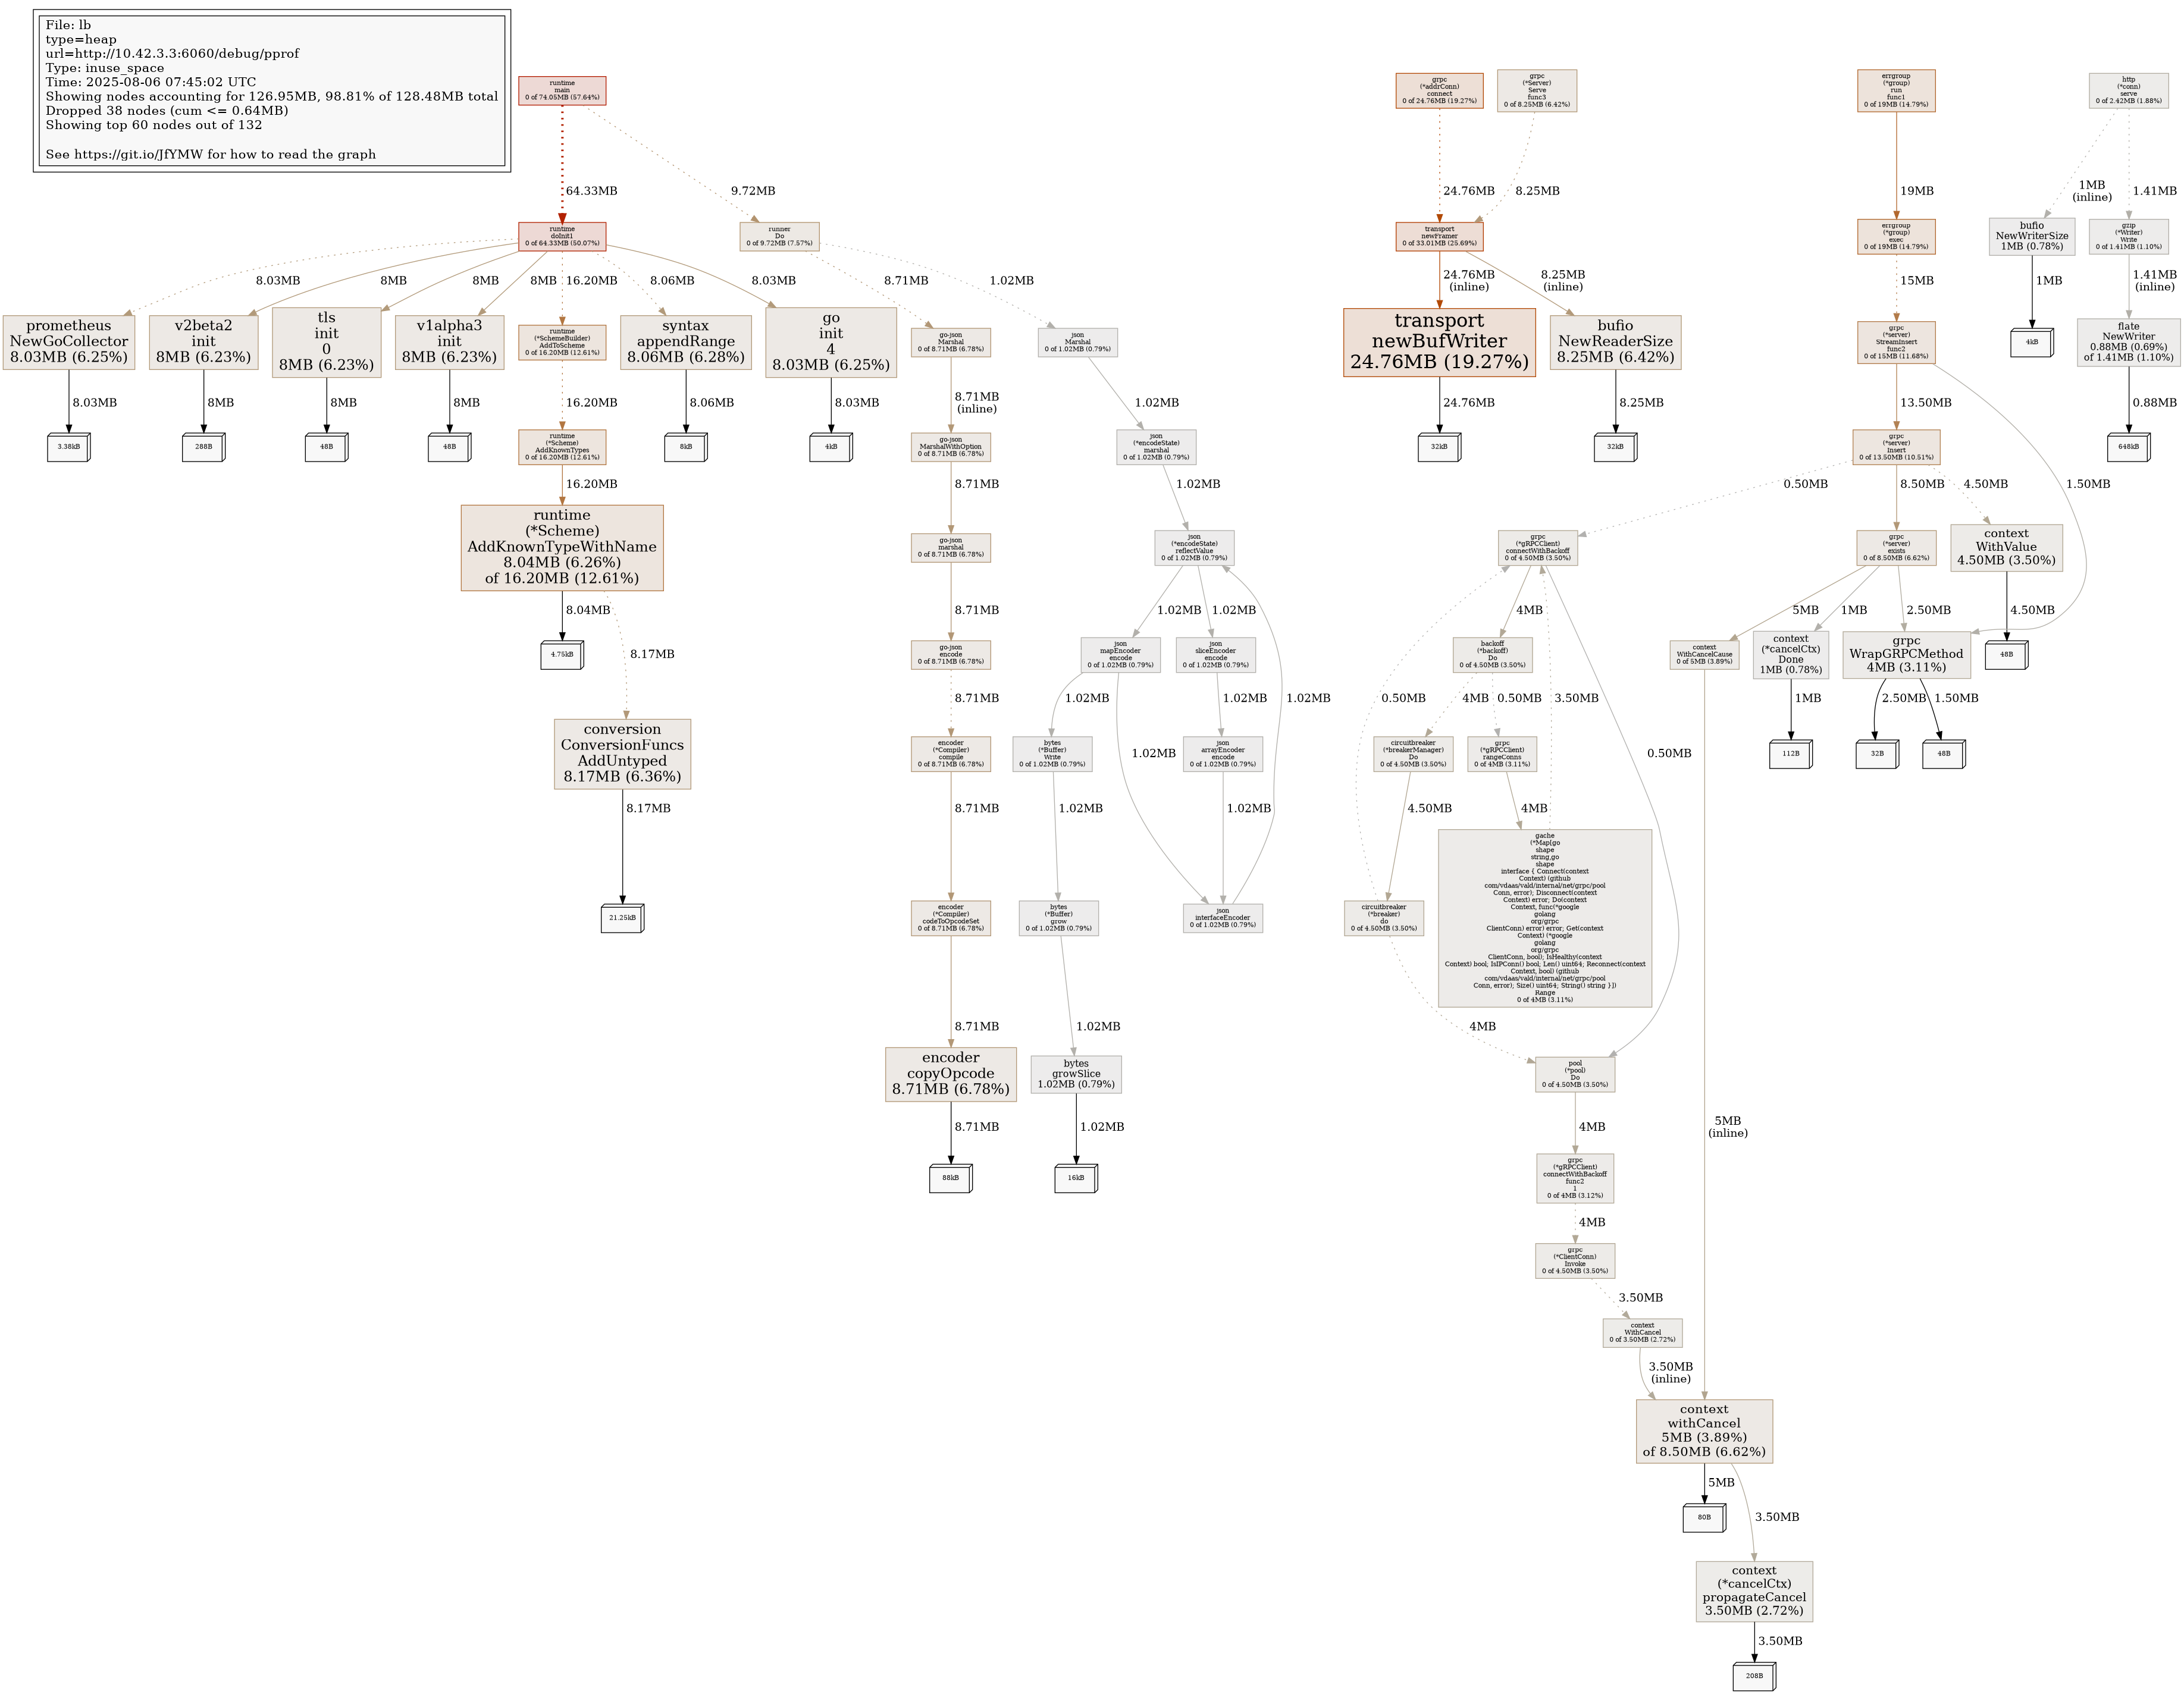 File: lb
type=heap
url=http://10.42.3.3:6060/debug/pprof
Type: inuse_space
Time: 2025-08-06 07:45:02 UTC
Showing nodes accounting for 126.95MB, 98.81% of 128.48MB total
Dropped 38 nodes (cum <= 0.64MB)
Showing top 60 nodes out of 132
See https://git.io/JfYMW for how to read the graph
runtime
main
0 of 74.05MB (57.64%)
grpc
(*addrConn)
connect
0 of 24.76MB (19.27%)
grpc
(*Server)
Serve
func3
0 of 8.25MB (6.42%)
errgroup
(*group)
run
func1
0 of 19MB (14.79%)
http
(*conn)
serve
0 of 2.42MB (1.88%)
64.33MB
9.72MB
24.76MB
8.25MB
19MB
1MB
(inline)
1.41MB
runtime
doInit1
0 of 64.33MB (50.07%)
runner
Do
0 of 9.72MB (7.57%)
transport
newFramer
0 of 33.01MB (25.69%)
errgroup
(*group)
exec
0 of 19MB (14.79%)
bufio
NewWriterSize
1MB (0.78%)
gzip
(*Writer)
Write
0 of 1.41MB (1.10%)
8.03MB
8MB
8MB
8MB
16.20MB
8.06MB
8.03MB
8.71MB
1.02MB
24.76MB
(inline)
8.25MB
(inline)
15MB
1MB
1.41MB
(inline)
prometheus
NewGoCollector
8.03MB (6.25%)
v2beta2
init
8MB (6.23%)
tls
init
0
8MB (6.23%)
v1alpha3
init
8MB (6.23%)
runtime
(*SchemeBuilder)
AddToScheme
0 of 16.20MB (12.61%)
syntax
appendRange
8.06MB (6.28%)
go
init
4
8.03MB (6.25%)
go-json
Marshal
0 of 8.71MB (6.78%)
json
Marshal
0 of 1.02MB (0.79%)
transport
newBufWriter
24.76MB (19.27%)
bufio
NewReaderSize
8.25MB (6.42%)
grpc
(*server)
StreamInsert
func2
0 of 15MB (11.68%)
4kB
flate
NewWriter
0.88MB (0.69%)
of 1.41MB (1.10%)
8.03MB
8MB
8MB
8MB
16.20MB
8.06MB
8.03MB
8.71MB
(inline)
1.02MB
24.76MB
8.25MB
13.50MB
0.88MB
3.38kB
288B
48B
48B
runtime
(*Scheme)
AddKnownTypes
0 of 16.20MB (12.61%)
8kB
4kB
go-json
MarshalWithOption
0 of 8.71MB (6.78%)
json
(*encodeState)
marshal
0 of 1.02MB (0.79%)
32kB
32kB
grpc
(*server)
Insert
0 of 13.50MB (10.51%)
648kB
16.20MB
8.71MB
1.02MB
0.50MB
8.50MB
4.50MB
1.50MB
runtime
(*Scheme)
AddKnownTypeWithName
8.04MB (6.26%)
of 16.20MB (12.61%)
go-json
marshal
0 of 8.71MB (6.78%)
json
(*encodeState)
reflectValue
0 of 1.02MB (0.79%)
grpc
(*gRPCClient)
connectWithBackoff
0 of 4.50MB (3.50%)
grpc
(*server)
exists
0 of 8.50MB (6.62%)
context
WithValue
4.50MB (3.50%)
8.04MB
8.17MB
8.71MB
1.02MB
1.02MB
4MB
5MB
1MB
2.50MB
4.50MB
4.75kB
go-json
encode
0 of 8.71MB (6.78%)
json
mapEncoder
encode
0 of 1.02MB (0.79%)
json
sliceEncoder
encode
0 of 1.02MB (0.79%)
backoff
(*backoff)
Do
0 of 4.50MB (3.50%)
context
WithCancelCause
0 of 5MB (3.89%)
context
(*cancelCtx)
Done
1MB (0.78%)
grpc
WrapGRPCMethod
4MB (3.11%)
48B
8.71MB
1.02MB
1.02MB
1.02MB
0.50MB
4MB
0.50MB
3.50MB
1MB
2.50MB
1.50MB
conversion
ConversionFuncs
AddUntyped
8.17MB (6.36%)
encoder
(*Compiler)
compile
0 of 8.71MB (6.78%)
bytes
(*Buffer)
Write
0 of 1.02MB (0.79%)
1.02MB
json
arrayEncoder
encode
0 of 1.02MB (0.79%)
circuitbreaker
(*breakerManager)
Do
0 of 4.50MB (3.50%)
grpc
(*gRPCClient)
rangeConns
0 of 4MB (3.11%)
0.50MB
112B
32B
48B
8.17MB
8.71MB
1.02MB
1.02MB
4.50MB
4MB
21.25kB
encoder
(*Compiler)
codeToOpcodeSet
0 of 8.71MB (6.78%)
bytes
(*Buffer)
grow
0 of 1.02MB (0.79%)
json
interfaceEncoder
0 of 1.02MB (0.79%)
circuitbreaker
(*breaker)
do
0 of 4.50MB (3.50%)
gache
(*Map[go
shape
string,go
shape
interface { Connect(context
Context) (github
com/vdaas/vald/internal/net/grpc/pool
Conn, error); Disconnect(context
Context) error; Do(context
Context, func(*google
golang
org/grpc
ClientConn) error) error; Get(context
Context) (*google
golang
org/grpc
ClientConn, bool); IsHealthy(context
Context) bool; IsIPConn() bool; Len() uint64; Reconnect(context
Context, bool) (github
com/vdaas/vald/internal/net/grpc/pool
Conn, error); Size() uint64; String() string }])
Range
0 of 4MB (3.11%)
8.71MB
1.02MB
4MB
encoder
copyOpcode
8.71MB (6.78%)
bytes
growSlice
1.02MB (0.79%)
pool
(*pool)
Do
0 of 4.50MB (3.50%)
8.71MB
1.02MB
4MB
5MB
(inline)
88kB
16kB
grpc
(*gRPCClient)
connectWithBackoff
func2
1
0 of 4MB (3.12%)
4MB
grpc
(*ClientConn)
Invoke
0 of 4.50MB (3.50%)
3.50MB
context
WithCancel
0 of 3.50MB (2.72%)
3.50MB
(inline)
context
withCancel
5MB (3.89%)
of 8.50MB (6.62%)
5MB
3.50MB
80B
context
(*cancelCtx)
propagateCancel
3.50MB (2.72%)
3.50MB
208B